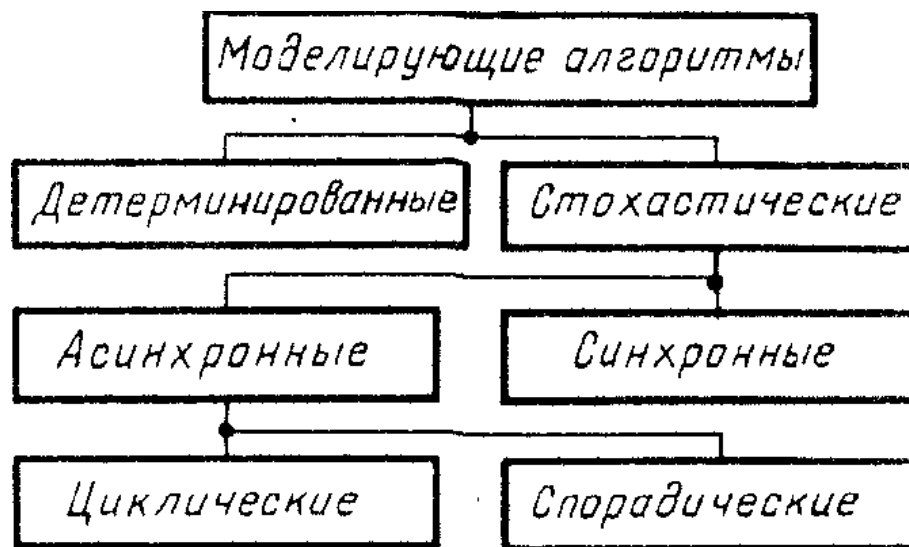 Моделирующие алгоритмы
Детерминированные
Стохастические
Асинхронные
Синхронные
Циклические
Спорадические